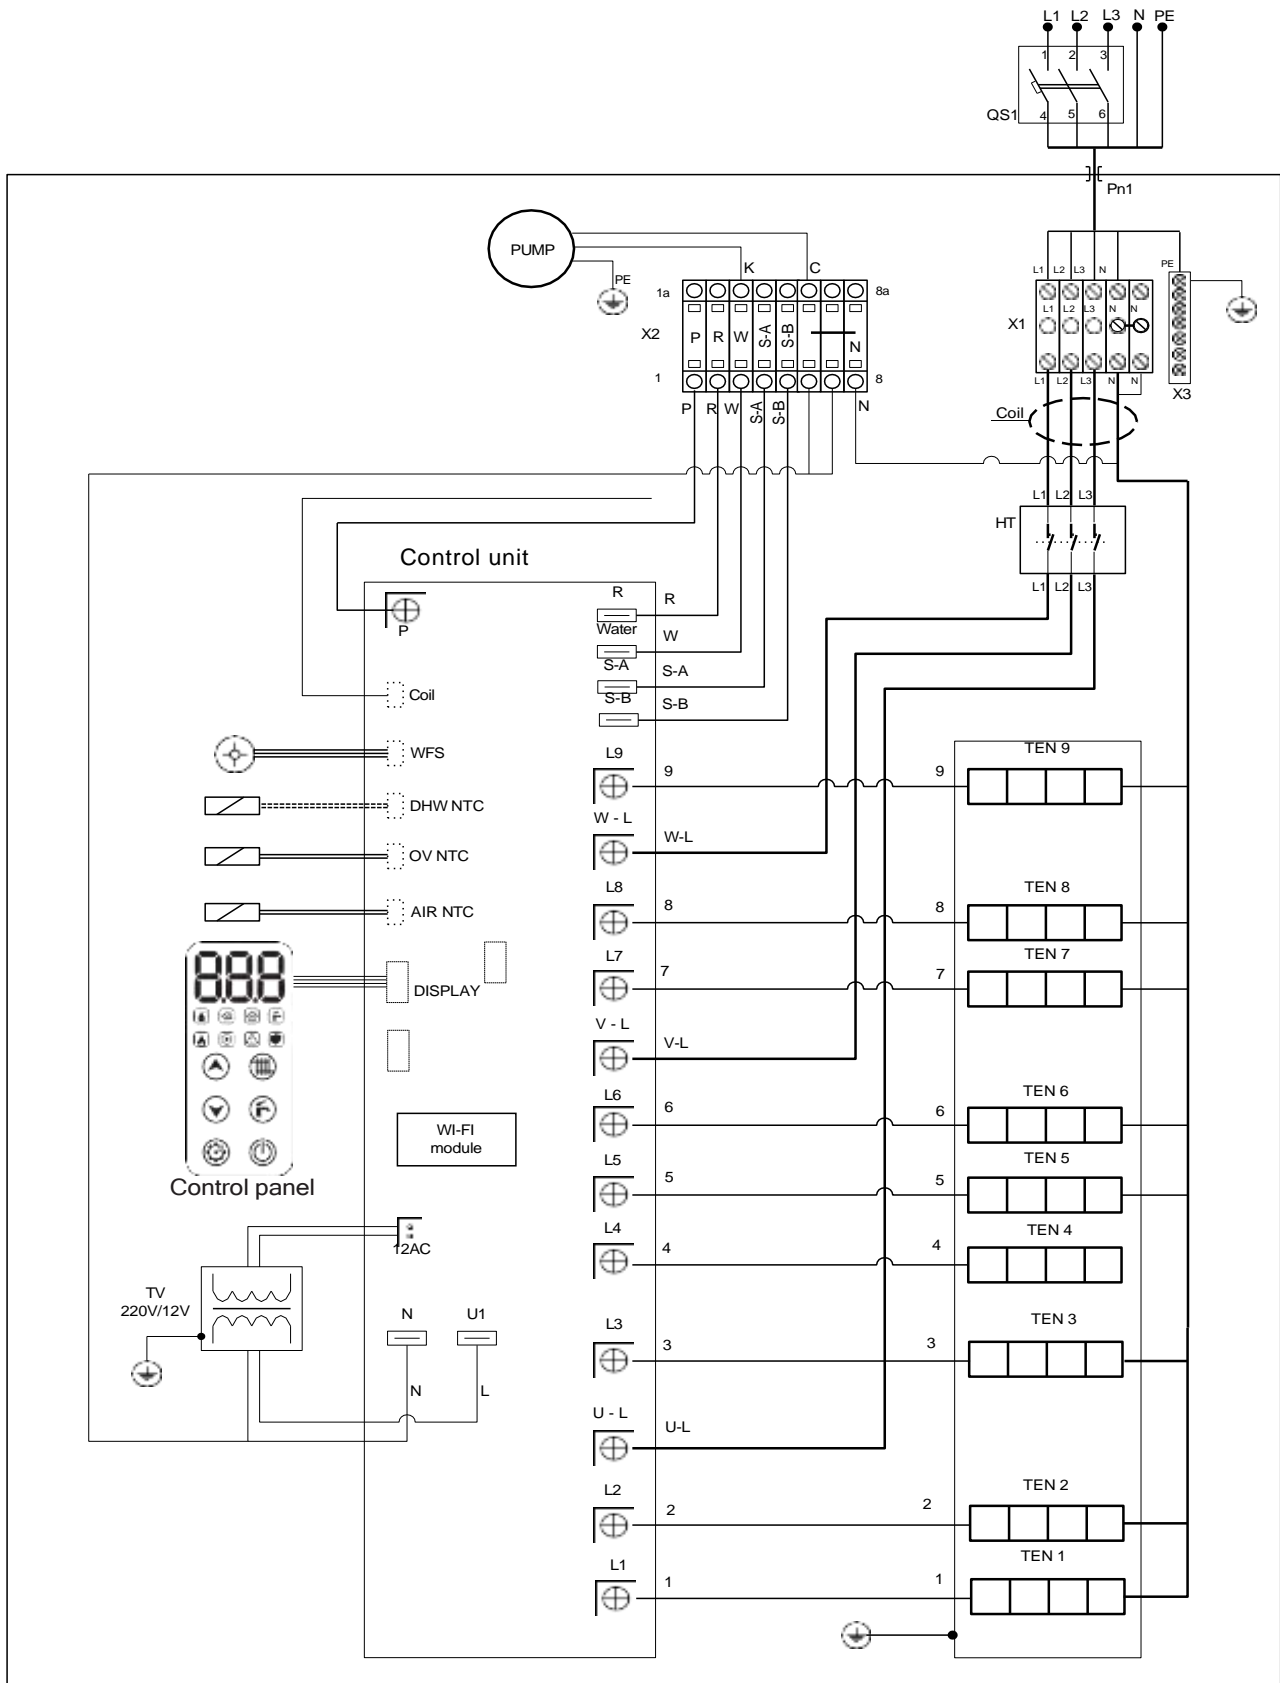 L1 L2 L3 N PE
1 2 3
QS1 4 5 6
Pn1
PUMP
PE
K C
1a 8a
X2 P R W S-A S-B N
1 8
P R W S-A S-B N
PE
L1 L2 L3 N
X1 L1 L2 L3 N N
L1 L2 L3 N N
X3
Coil
L1 L2 L3
HT
L1 L2 L3
Control unit
P
R R
Water W
S-A S-A
S-B S-B
Coil
WFS
DHW NTC
OV NTC
AIR NTC
8.8.8
DISPLAY
Control panel
WI-FI
module
12AC
TV
220V/12V
N U1
N L
L9 9 9 TEN 9
W - L W-L
L8 8 8 TEN 8
L7 7 7 TEN 7
V - L V-L
L6 6 6 TEN 6
L5 5 5 TEN 5
L4 4 4 TEN 4
L3 3 3 TEN 3
U - L U-L
L2 2 2 TEN 2
L1 1 1 TEN 1